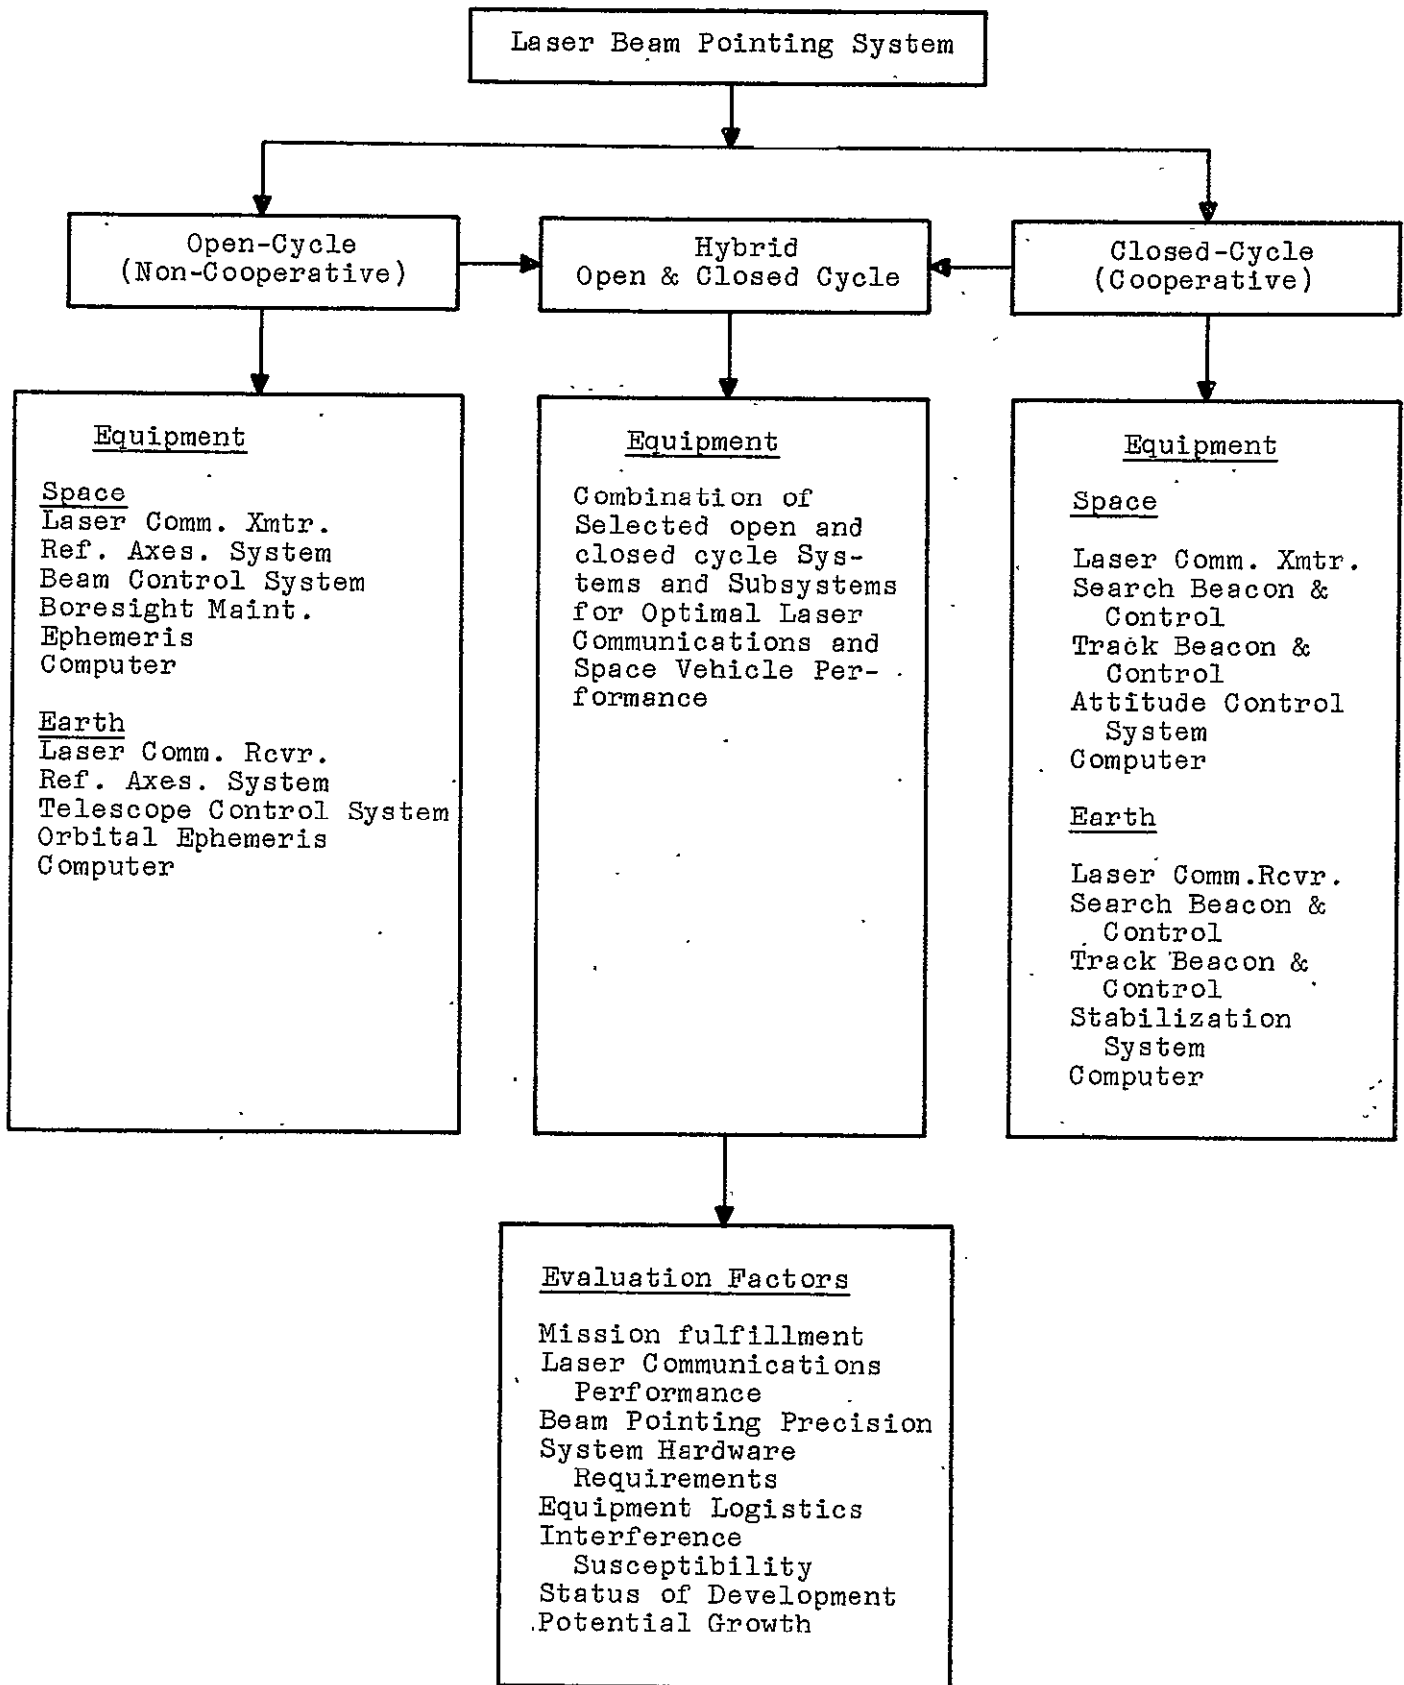 Laser Beam Pointing System
Open-Cycle
(Non-Cooperative)
Hybrid
Open & Closed Cycle
Closed-Cycle
(Cooperative)
Equipment
Space
Laser Comm. Xmtr.
Ref. Axes. System
Beam Control System
Boresight Maint.
Ephemeris
Computer
Earth
Laser Comm. Rcvr.
Ref. Axes. System
Telescope Control System
Orbital Ephemeris
Computer
Equipment
Combination of
Selected open and
closed cycle Sys-
tems and Subsystems
for Optimal Laser
Communications and
Space Vehicle Per-
formance
Equipment
Space
Laser Comm. Xmtr.
Search Beacon &
Control
Track Beacon &
Control
Attitude Control
System
Computer
Earth
Laser Comm.Rcvr.
Search Beacon &
Control
Track Beacon &
Control
Stabilization
System
Computer
Evaluation Factors
Mission fulfillment
Laser Communications
Performance
Beam Pointing Precision
System Hardware
Requirements
Equipment Logistics
Interference
Susceptibility
Status of Development
Potential Growth